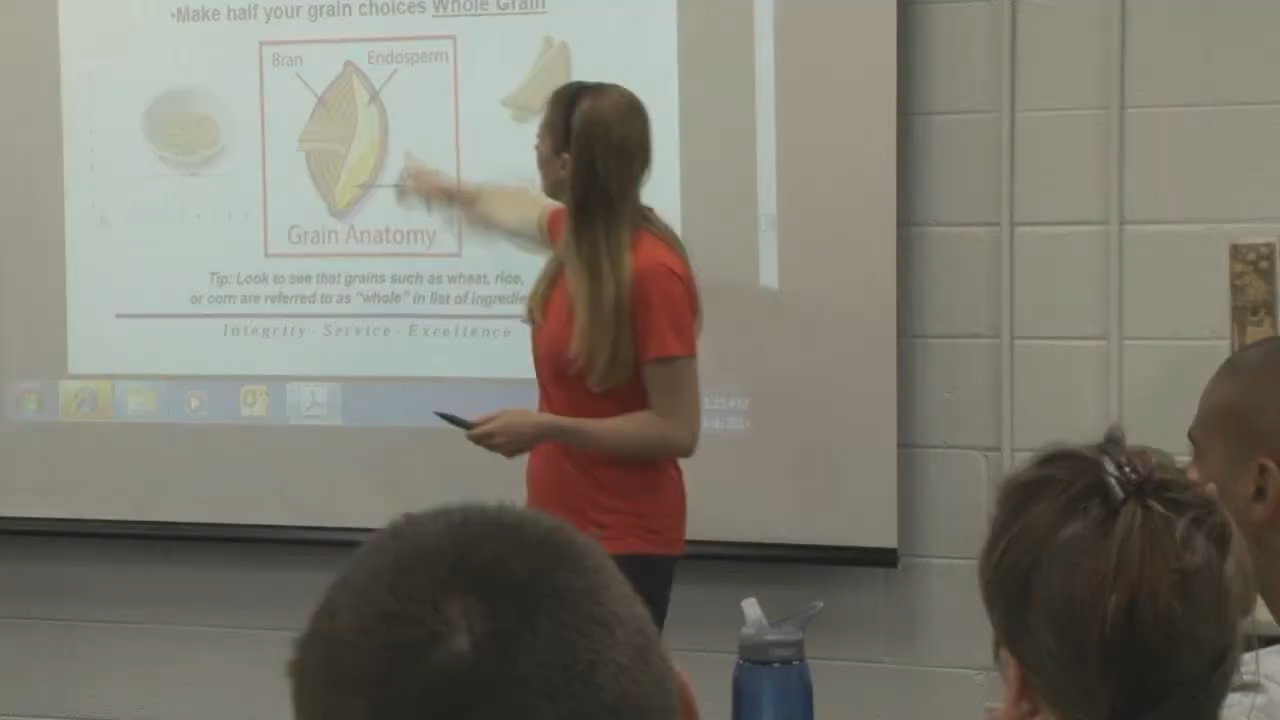 •Make half your grain choices Whole Grain
Bran
Endosperm
Grain Anatomy
Tip: Look to see that grains such as wheat, rice,
or corn are referred to as "whole" in list of
Integrity - Service - Excellence